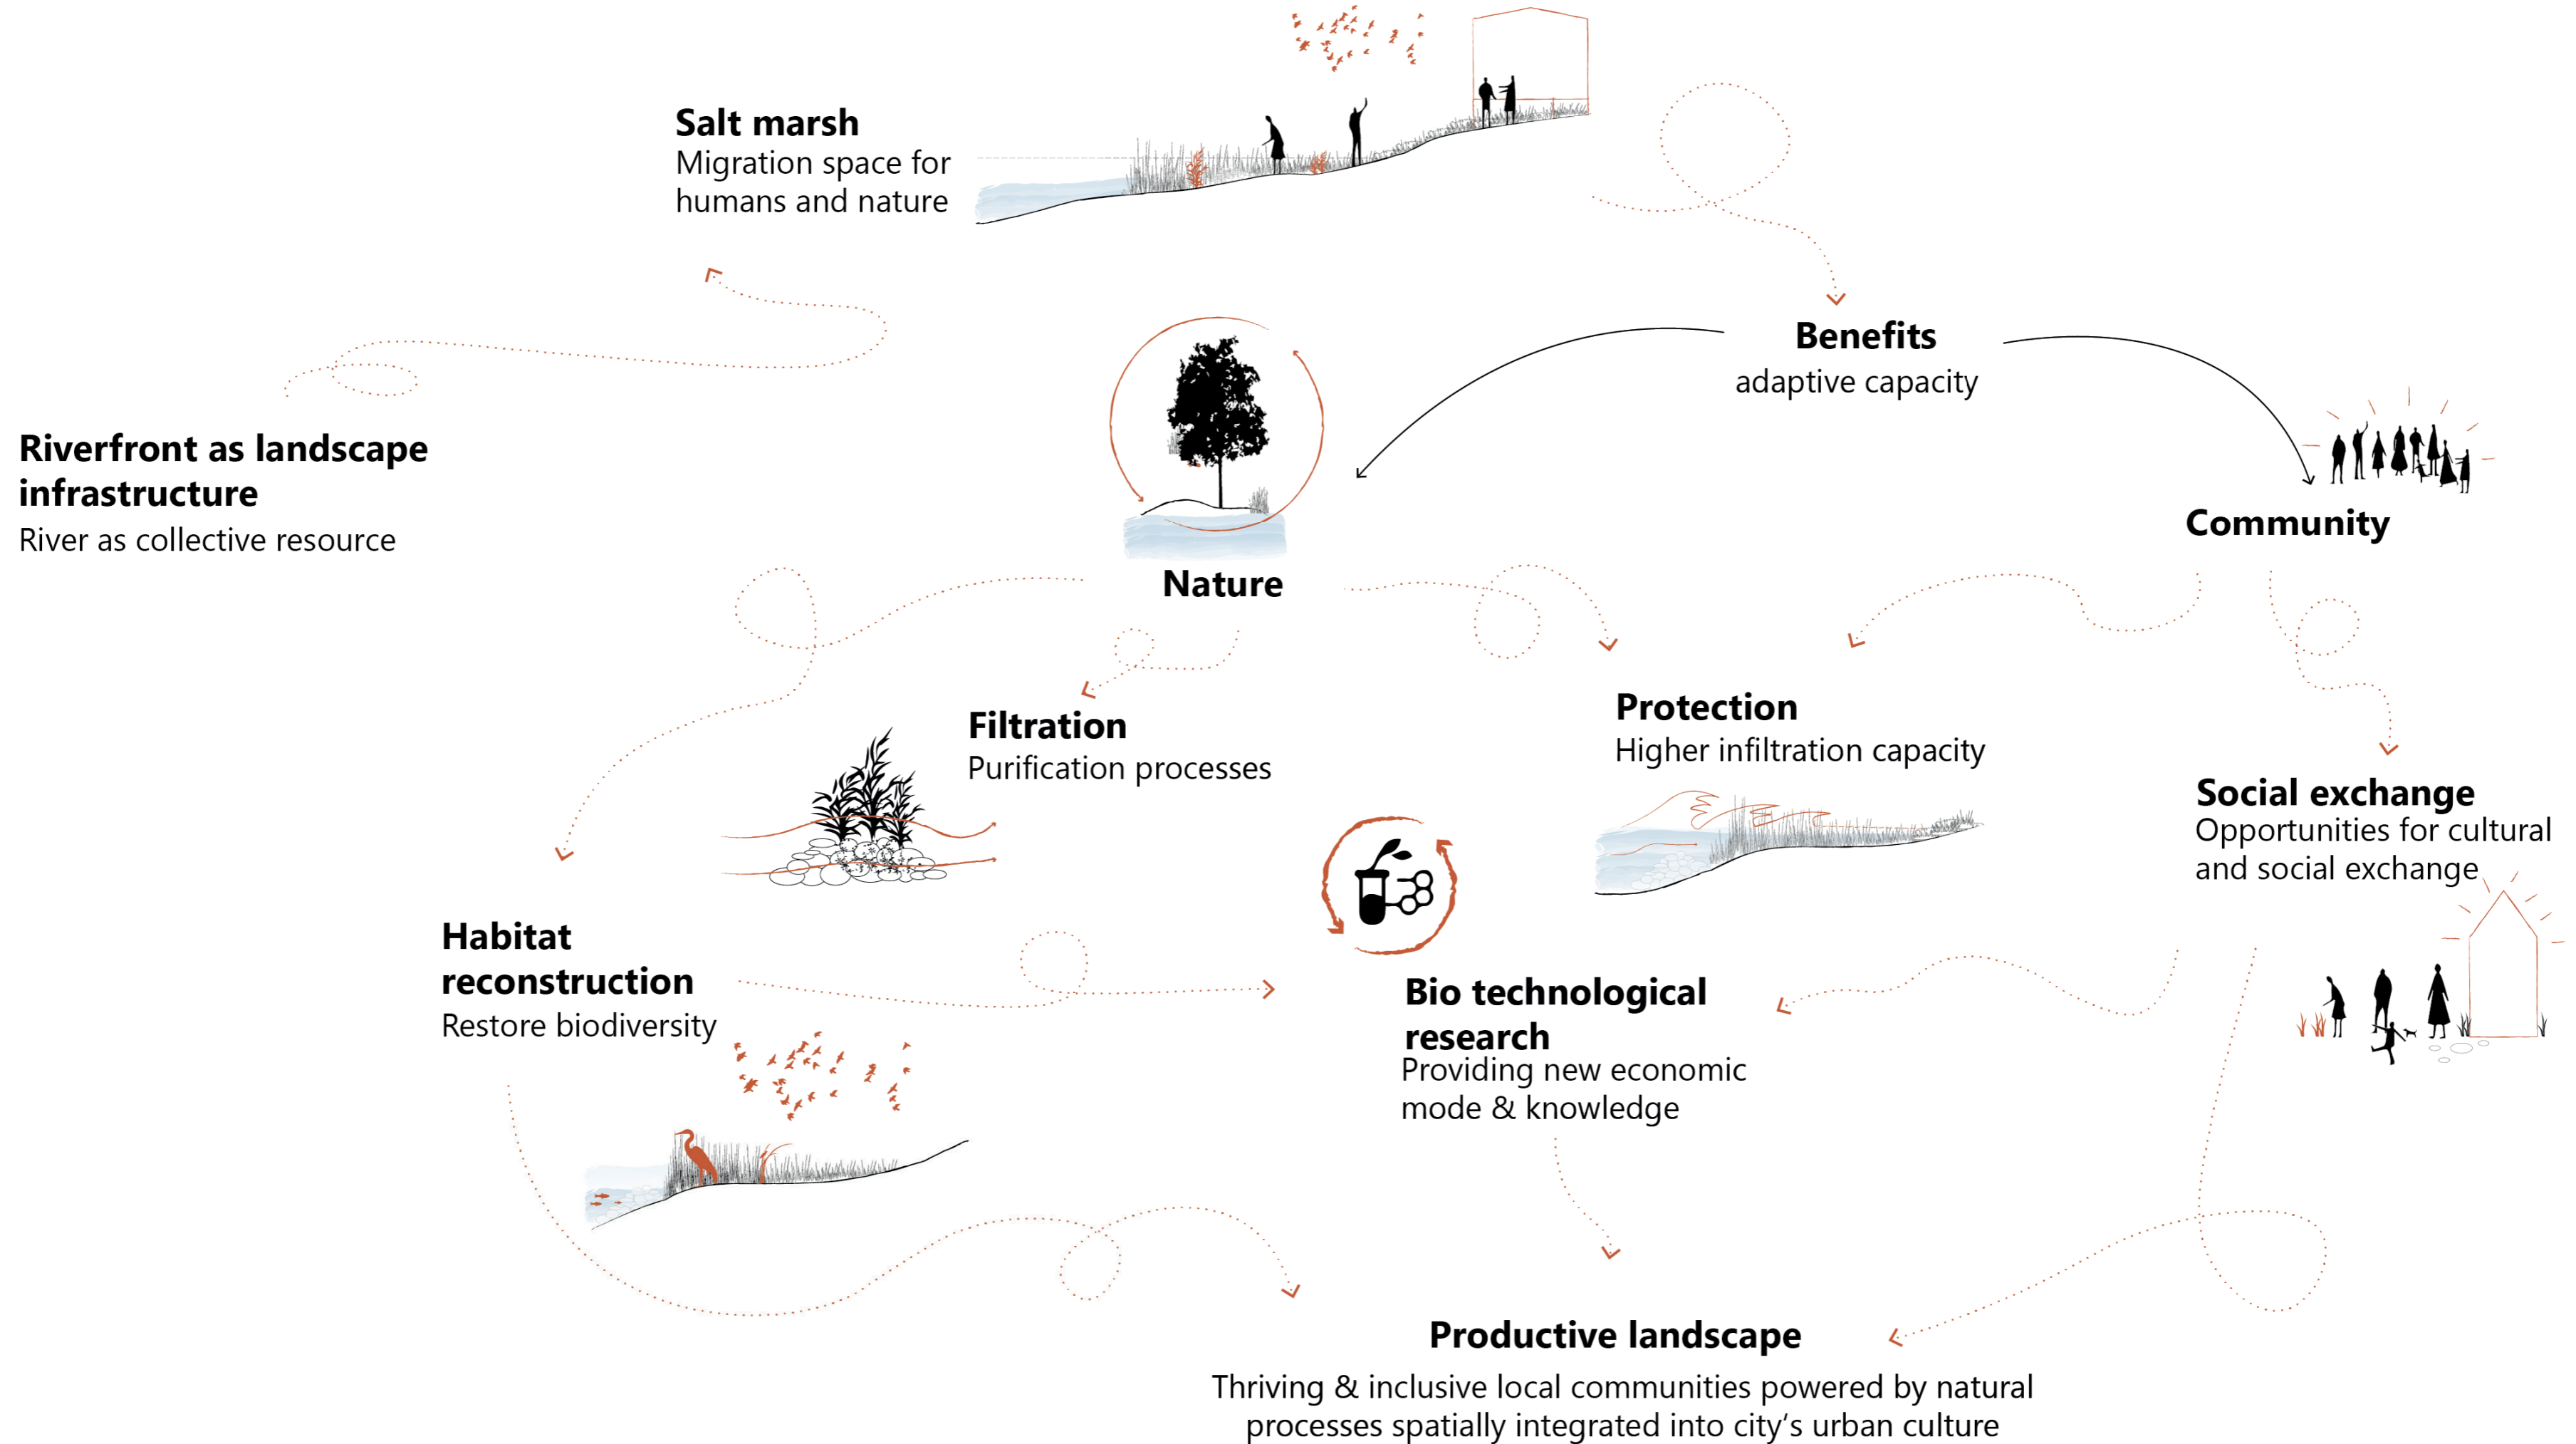 Salt marsh
Migration space for
humans and nature
Benefits
adaptive capacity
Riverfront as landscape
infrastructure
River as collective resource
Nature
Community
Filtration
Purification processes
Protection
Higher infiltration capacity
Social exchange
Opportunities for cultural
and social exchange
Habitat
reconstruction
Restore biodiversity
Bio technological
research
Providing new economic
mode & knowledge
Productive landscape
Thriving & inclusive local communities powered by natural
processes spatially integrated into city‘s urban culture